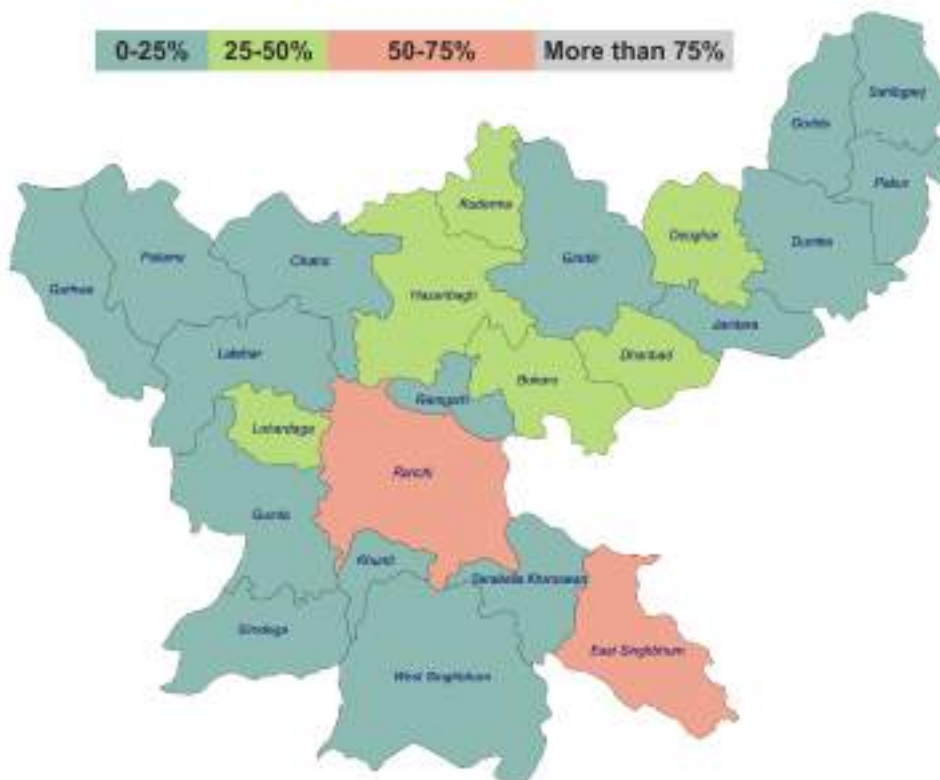 0-25% 25-50% 50-75% More than 75%
Sahibganj
Godda
Pakur
Koderma
Deoghar
Dumka
Palamu
Chatra
Giridih
Garhwa
Hazaribagh
Jamtara
Latehar
Dhanbad
Bokaro
Ramgarh
Lohardaga
Ranchi
Gumla
Khunti
Saraikella Kharsawan
Simdega
East Singhbhum
West Singhbhum